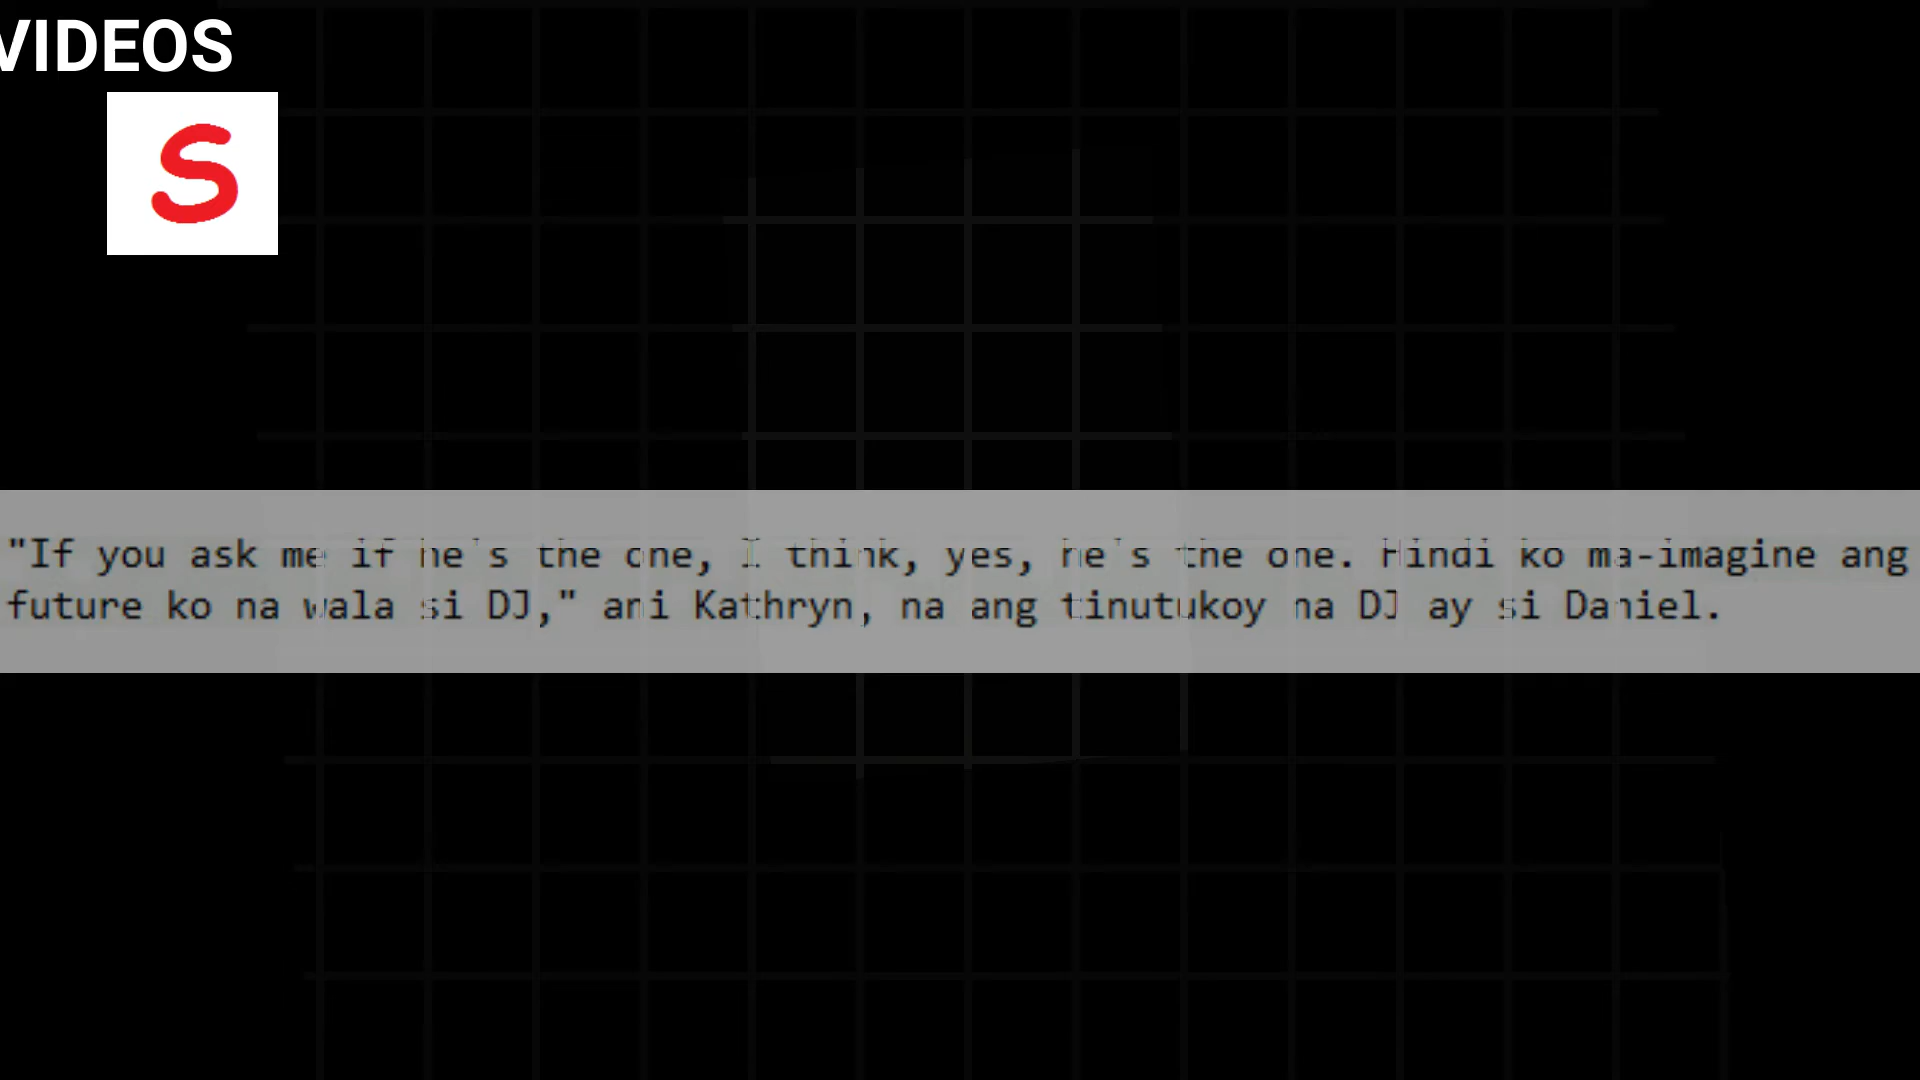 VIDEOS
S
"If you ask me if he's the one, I think, yes, he's the one. Hindi ko ma-imagine ang
future ko na wala si DJ," ani Kathryn, na ang tinutukoy na DJ ay si Daniel.